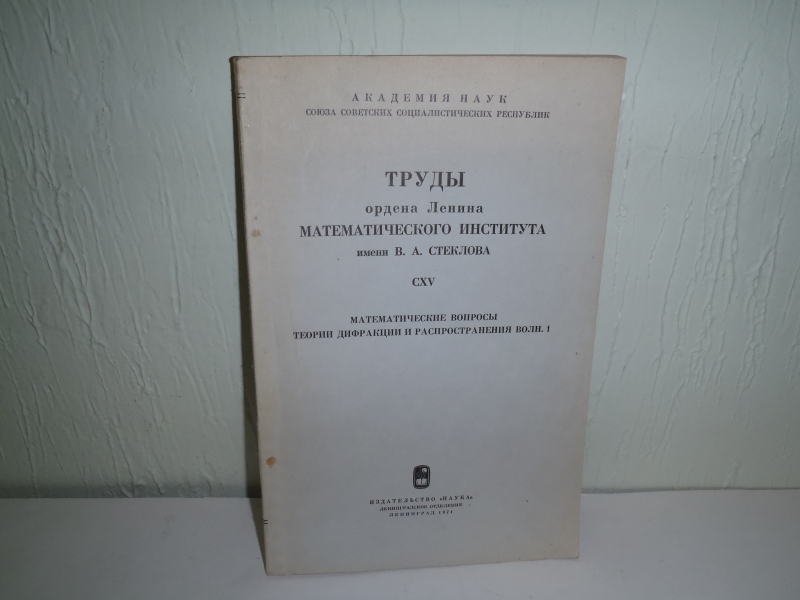 АКАДЕМИЯ НАУК
СОЮЗА СОВЕТСКИХ СОЦИАЛИСТИЧЕСКИХ РЕСПУБЛИК
ТРУДЫ
ордена Ленина
МАТЕМАТИЧЕСКОГО ИНСТИТУТА
имени В. А. СТЕКЛОВА
CXV
МАТЕМАТИЧЕСКИЕ ВОПРОСЫ
ТЕОРИИ ДИФРАКЦИИ И РАСПРОСТРАНЕНИЯ ВОЛН. 1
ИЗДАТЕЛЬСТВО «НАУКА»
ЛЕНИНГРАДСКОЕ ОТДЕЛЕНИЕ
ЛЕНИНГРАД 1971